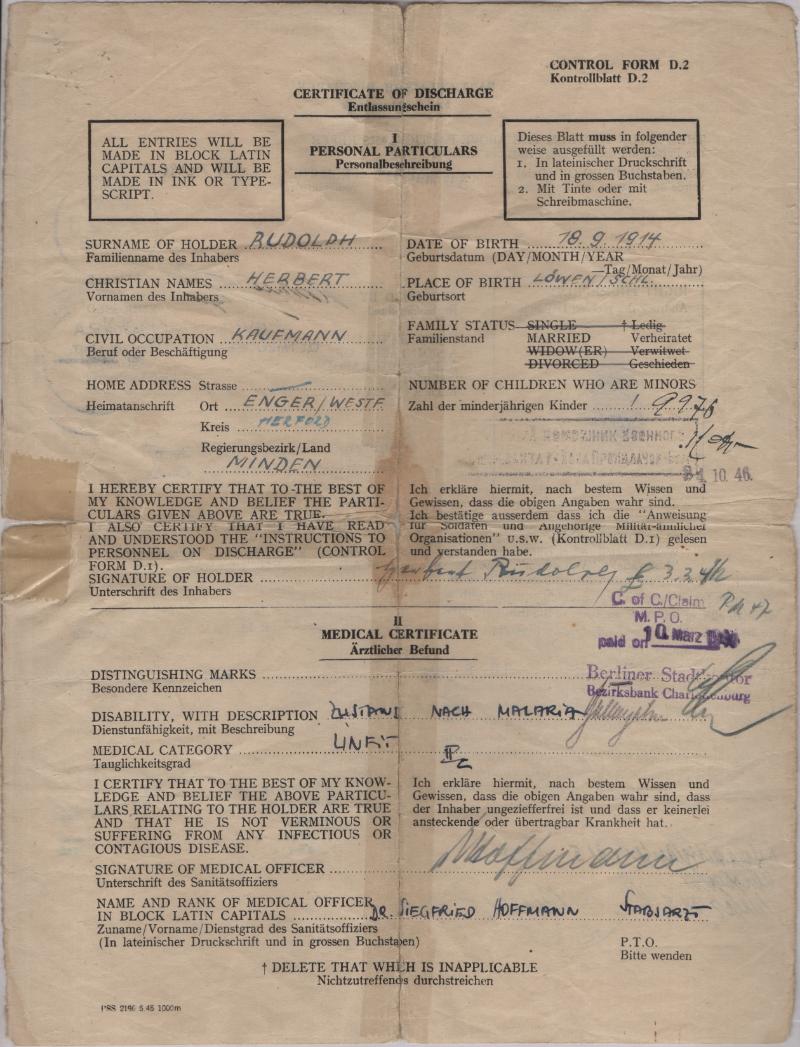 CONTROL FORM D.2
Kontrollblatt D.2
CERTIFICATE OF DISCHARGE
Entlassungschein
ALL ENTRIES WILL BE
MADE IN BLOCK LATIN
CAPITALS AND WILL BE
MADE IN INK OR TYPE-
SCRIPT.
I
PERSONAL PARTICULARS
Personalbeschreibung
Dieses Blatt muss in folgender
weise ausgefüllt werden:
1. In lateinischer Druckschrift
und in grossen Buchstaben.
2. Mit Tinte oder mit
Schreibmaschine.
SURNAME OF HOLDER RUDOLPH
Familienname des Inhabers
CHRISTIAN NAMES HERBERT
Vornamen des Inhabers
CIVIL OCCUPATION KAUFMANN
Beruf oder Beschäftigung
HOME ADDRESS Strasse
Heimatanschrift Ort ENGER/WESTF
Kreis HERFORD
Regierungsbezirk/Land
MINDEN
DATE OF BIRTH 18.9.1914
Geburtsdatum (DAY/MONTH/YEAR
—Tag/Monat/Jahr)
PLACE OF BIRTH LÖWEN/SCHL.
Geburtsort
FAMILY STATUS— SINGLE † Ledig
Familienstand MARRIED Verheiratet
WIDOW(ER) Verwitwet
DIVORCED Geschieden
NUMBER OF CHILDREN WHO ARE MINORS
Zahl der minderjährigen Kinder 1
10. 46.
I HEREBY CERTIFY THAT TO THE BEST OF
MY KNOWLEDGE AND BELIEF THE PARTI-
CULARS GIVEN ABOVE ARE TRUE.
I ALSO CERTIFY THAT I HAVE READ
AND UNDERSTOOD THE "INSTRUCTIONS TO
PERSONNEL ON DISCHARGE" (CONTROL
FORM D.1).
Ich erkläre hiermit, nach bestem Wissen und
Gewissen, dass die obigen Angaben wahr sind.
Ich bestätige ausserdem dass ich die "Anweisung
für Soldaten und Angehörige Militär-ähnlicher
Organisationen" u.s.w. (Kontrollblatt D.1) gelesen
und verstanden habe.
SIGNATURE OF HOLDER Herbert Rudolph
Unterschrift des Inhabers
C. of C./Claim
M. P. O.
paid on 10. März
II
MEDICAL CERTIFICATE
Ärztlicher Befund
Berliner Stadtkontor
Bezirksbank Charlottenburg
DISTINGUISHING MARKS
Besondere Kennzeichen
DISABILITY, WITH DESCRIPTION ZUSTAND NACH MALARIA
Dienstunfähigkeit, mit Beschreibung
MEDICAL CATEGORY UNFIT
Tauglichkeitsgrad
I CERTIFY THAT TO THE BEST OF MY KNOW-
LEDGE AND BELIEF THE ABOVE PARTICU-
LARS RELATING TO THE HOLDER ARE TRUE
AND THAT HE IS NOT VERMINOUS OR
SUFFERING FROM ANY INFECTIOUS OR
CONTAGIOUS DISEASE.
Ich erkläre hiermit, nach bestem Wissen und
Gewissen, dass die obigen Angaben wahr sind, dass
der Inhaber ungeziefferfrei ist und dass er keinerlei
ansteckende oder übertragbar Krankheit hat.
SIGNATURE OF MEDICAL OFFICER Hoffmann
Unterschrift des Sanitätsoffiziers
NAME AND RANK OF MEDICAL OFFICER
IN BLOCK LATIN CAPITALS DR. SIEGFRIED HOFFMANN STABSARZT
Zuname/Vorname/Dienstgrad des Sanitätsoffiziers
(In lateinischer Druckschrift und in grossen Buchstaben)
P.T.O.
Bitte wenden
† DELETE THAT WHICH IS INAPPLICABLE
Nichtzutreffendes durchstreichen
PSS 2196 5.45 1000m